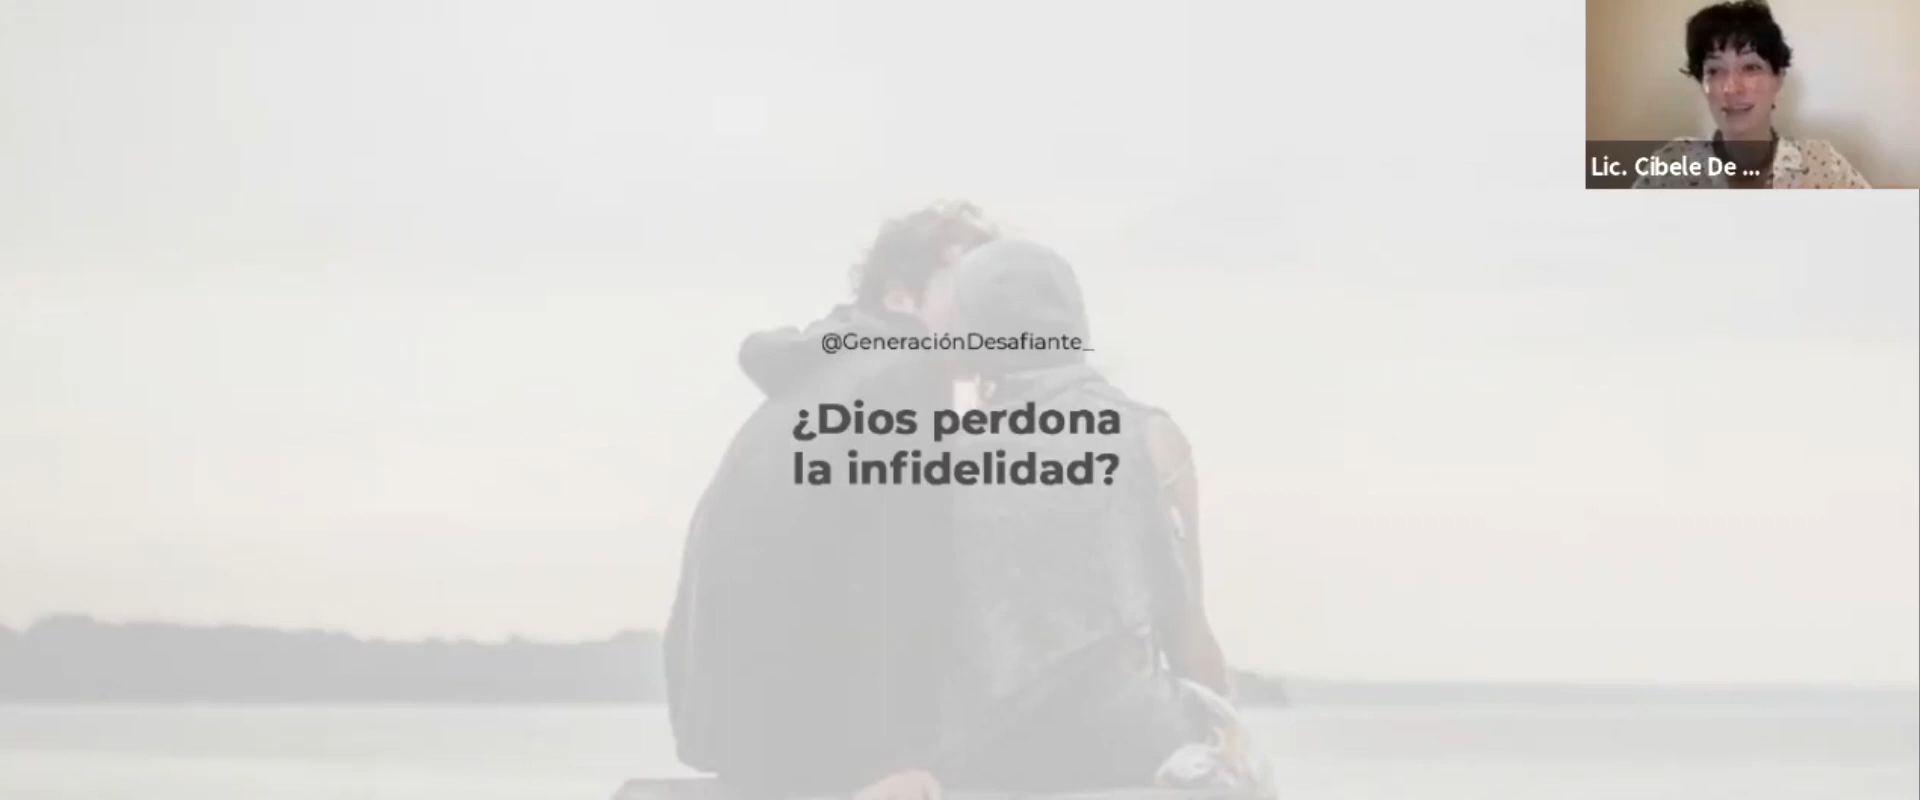 Lic. Cibele De ...
@GeneraciónDesafiante_
¿Dios perdona
la infidelidad?